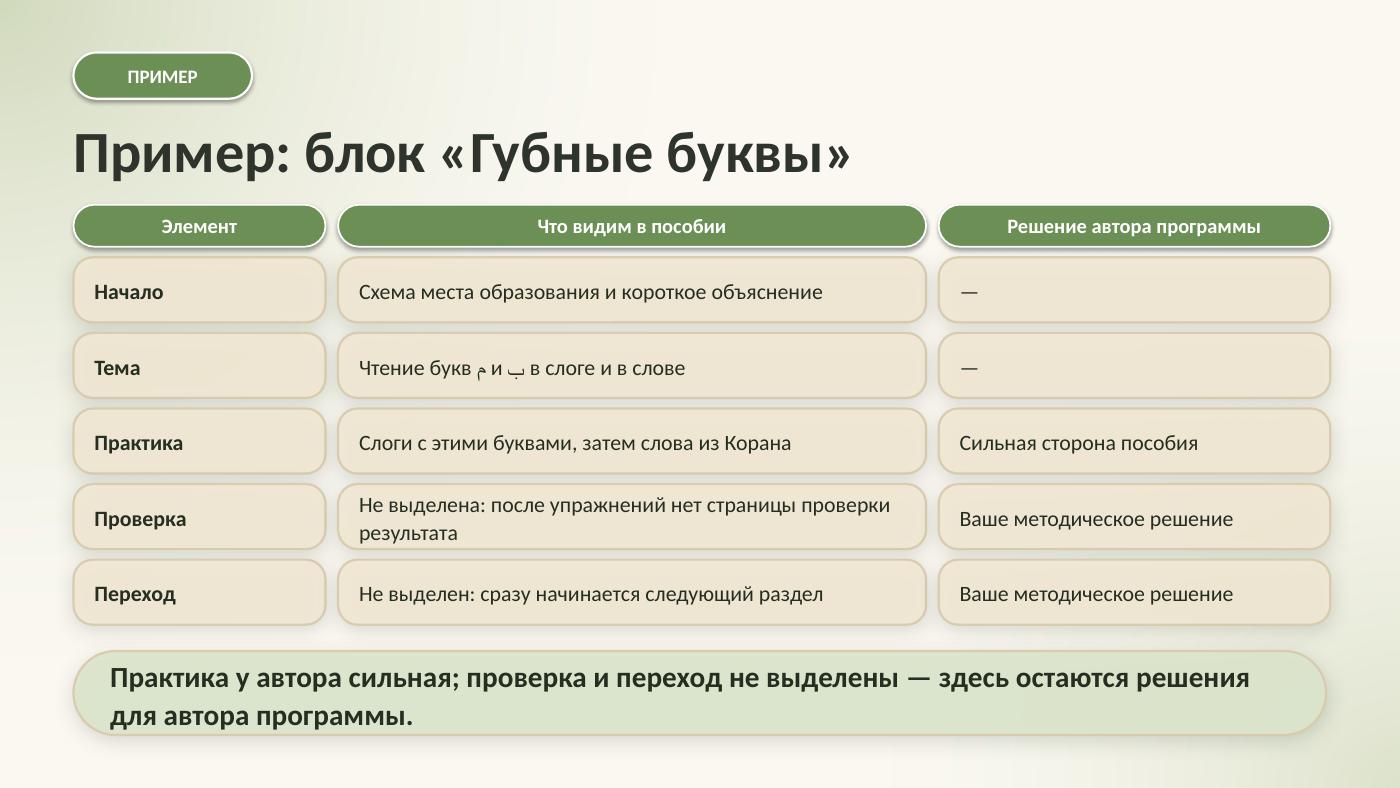 ПРИМЕР
Пример: блок «Губные буквы»
Элемент
Что видим в пособии
Решение автора программы
Начало
Схема места образования и короткое объяснение
—
Тема
Чтение букв م и ب в слоге и в слове
—
Практика
Слоги с этими буквами, затем слова из Корана
Сильная сторона пособия
Проверка
Не выделена: после упражнений нет страницы проверки
результата
Ваше методическое решение
Переход
Не выделен: сразу начинается следующий раздел
Ваше методическое решение
Практика у автора сильная; проверка и переход не выделены — здесь остаются решения
для автора программы.